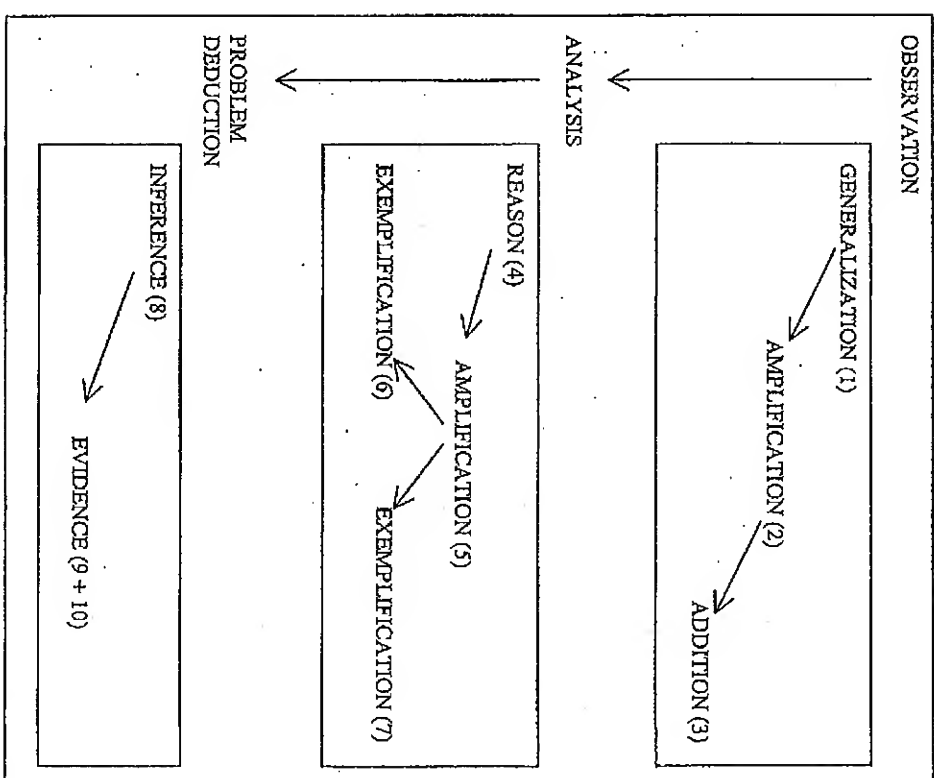 OBSERVATION
GENERALIZATION (1)
AMPLIFICATION (2)
ADDITION (3)
ANALYSIS
REASON (4)
AMPLIFICATION (5)
EXEMPLIFICATION (6)
EXEMPLIFICATION (7)
PROBLEM
DEDUCTION
INFERENCE (8)
EVIDENCE (9 + 10)